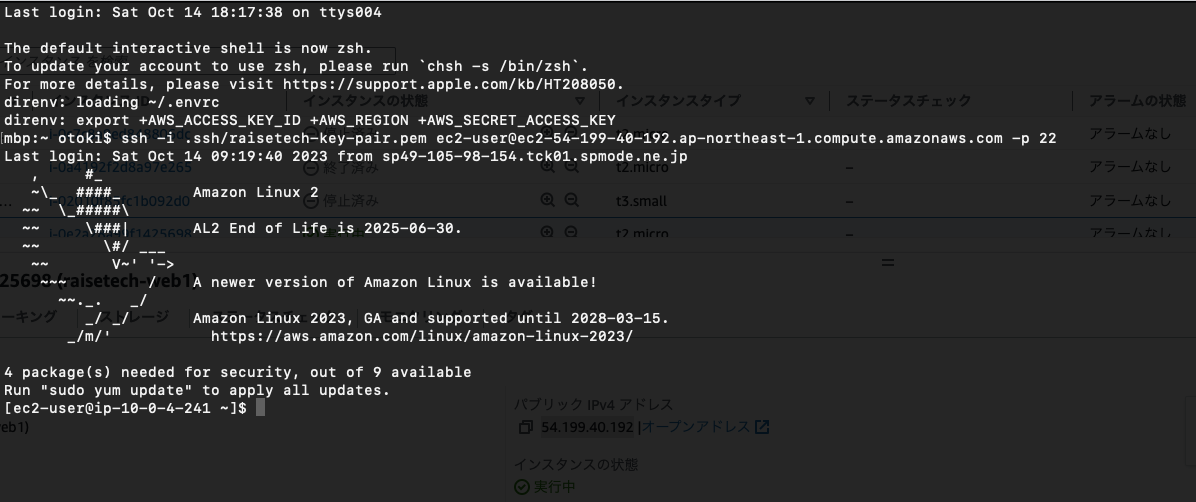 Last login: Sat Oct 14 18:17:38 on ttys004
The default interactive shell is now zsh.
To update your account to use zsh, please run `chsh -s /bin/zsh`.
For more details, please visit https://support.apple.com/kb/HT208050.
direnv: loading ~/.envrc
direnv: export +AWS_ACCESS_KEY_ID +AWS_REGION +AWS_SECRET_ACCESS_KEY
[mbp:~ otoki$ ssh -i .ssh/raisetech-key-pair.pem ec2-user@ec2-54-199-40-192.ap-northeast-1.compute.amazonaws.com -p 22
Last login: Sat Oct 14 09:19:40 2023 from sp49-105-98-154.tck01.spmode.ne.jp
   ,     #_
   ~\_  ####_        Amazon Linux 2
  ~~  \_#####\
  ~~     \###|       AL2 End of Life is 2025-06-30.
  ~~       \#/ ___
   ~~       V~' '->
    ~~~         /    A newer version of Amazon Linux is available!
      ~~._.   _/
         _/ _/       Amazon Linux 2023, GA and supported until 2028-03-15.
       _/m/'           https://aws.amazon.com/linux/amazon-linux-2023/
4 package(s) needed for security, out of 9 available
Run "sudo yum update" to apply all updates.
[ec2-user@ip-10-0-4-241 ~]$
インスタンスの状態
インスタンスタイプ
ステータスチェック
アラームの状態
アラームなし
i-0a4192f2d8a97e265
終了済み
t2.micro
–
アラームなし
停止済み
t3.small
–
アラームなし
t2.micro
–
アラームなし
25698 (raisetech-web1)
ーキング
ストレージ
パブリック IPv4 アドレス
eb1)
54.199.40.192 |オープンアドレス
インスタンスの状態
実行中